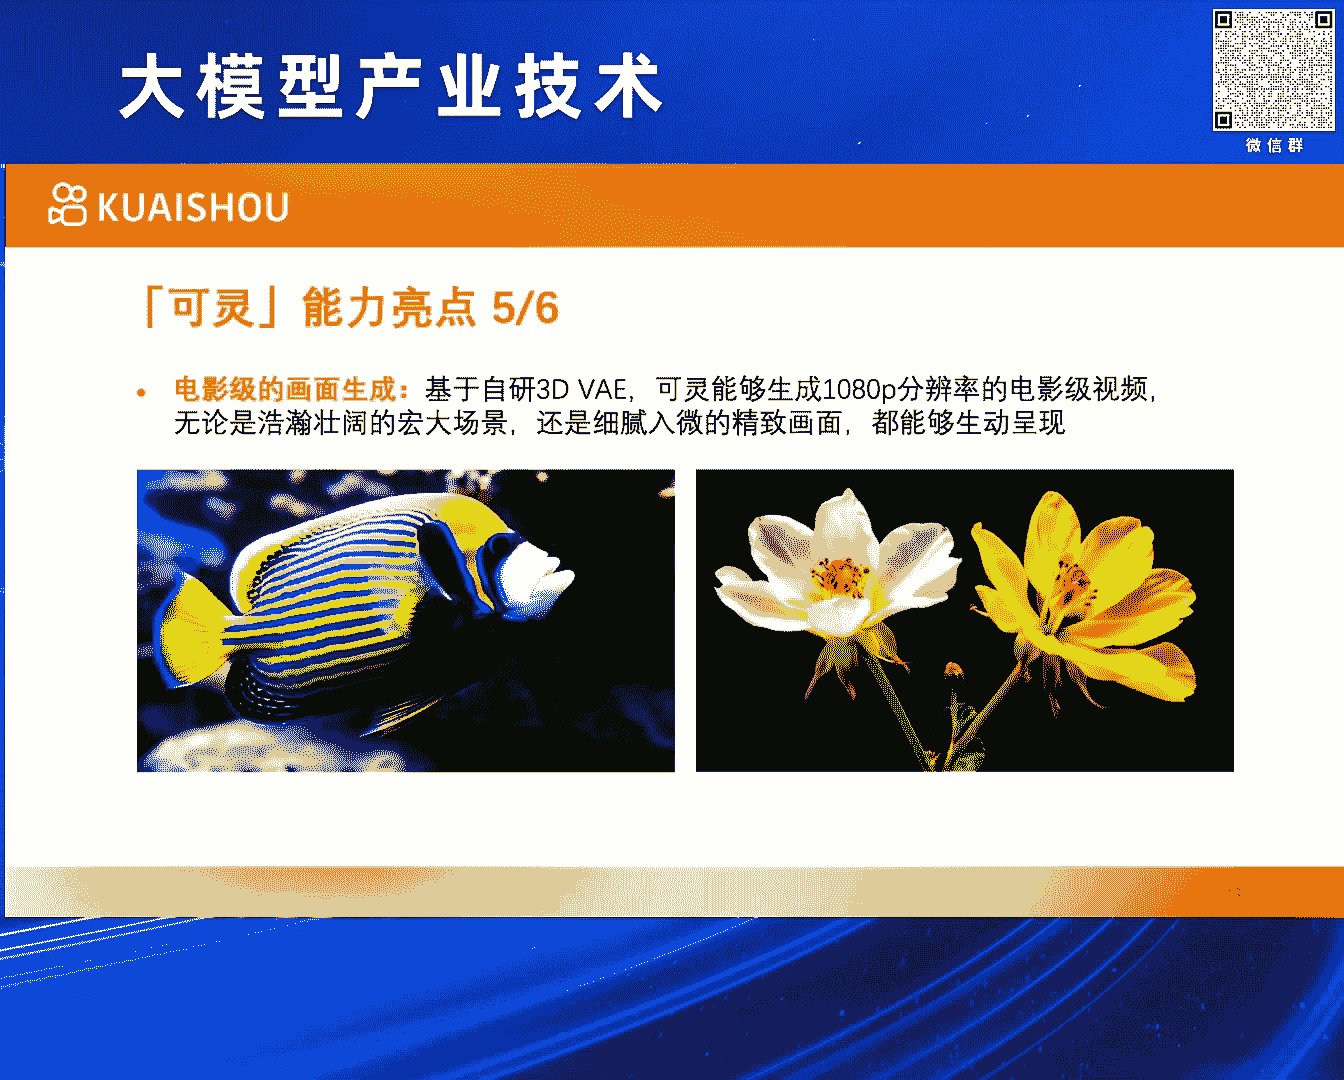 大模型产业技术
微信群
KUAISHOU
「可灵」能力亮点 5/6
• 电影级的画面生成：基于自研3D VAE，可灵能够生成1080p分辨率的电影级视频，
无论是浩瀚壮阔的宏大场景，还是细腻入微的精致画面，都能够生动呈现